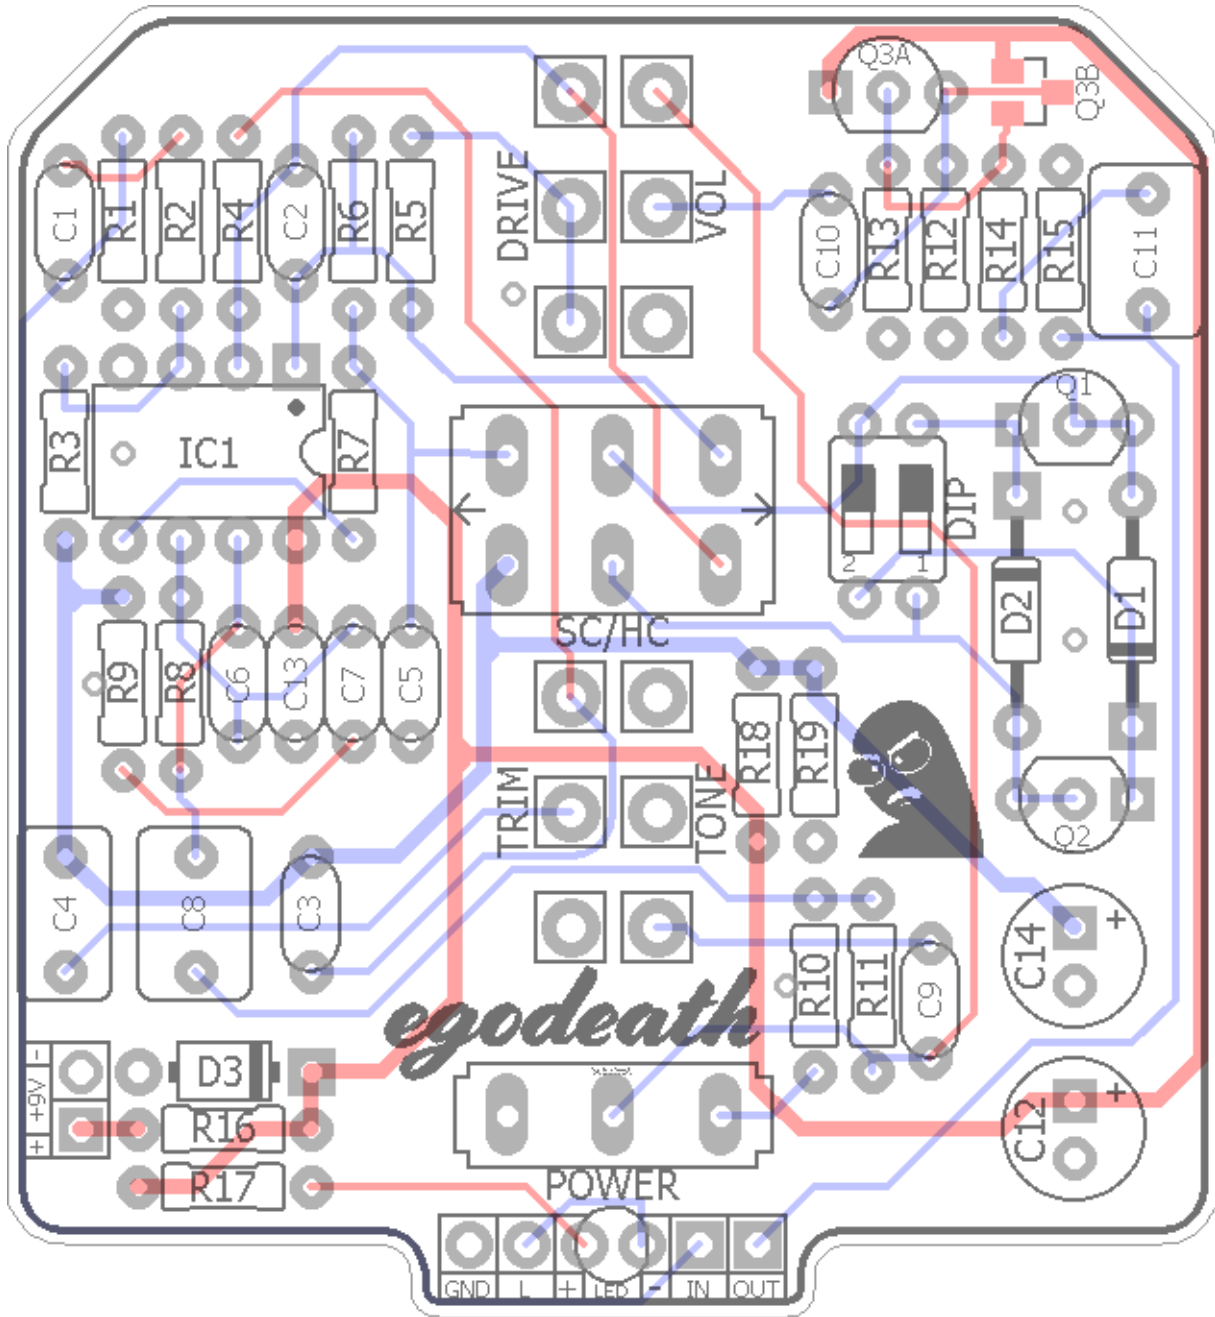 Q3A
Q3B
C1
R1
R2
R4
C2
R6
R5
DRIVE
VOL
C10
R13
R12
R14
R15
C11
R3
IC1
R7
Q1
DIP
2
1
D2
D1
SC/HC
R9
R8
C6
C13
C7
C5
R18
R19
TRIM
TONE
Q2
C4
C8
C3
R10
R11
C9
C14
+
egodeath
- +9V +
D3
R16
R17
C12
+
POWER
GND L + LED - IN OUT